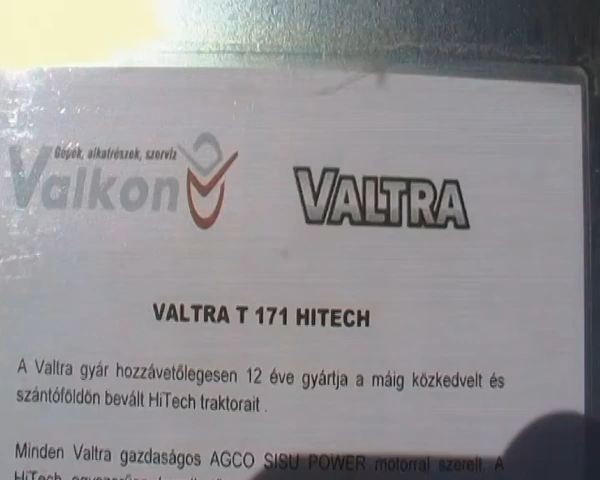 Gépek, alkatrészek, szerviz
Valkon
VALTRA
VALTRA T 171 HITECH
A Valtra gyár hozzávetőlegesen 12 éve gyártja a máig közkedvelt és
szántóföldön bevált HiTech traktorait .
Minden Valtra gazdaságos AGCO SISU POWER motorral szerelt. A
HiTech